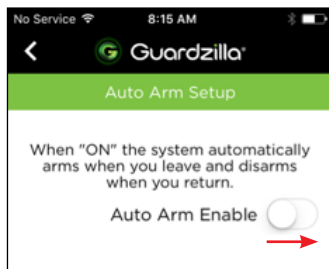 No Service 8:15 AM
Guardzilla
Auto Arm Setup
When "ON" the system automatically
arms when you leave and disarms
when you return.
Auto Arm Enable